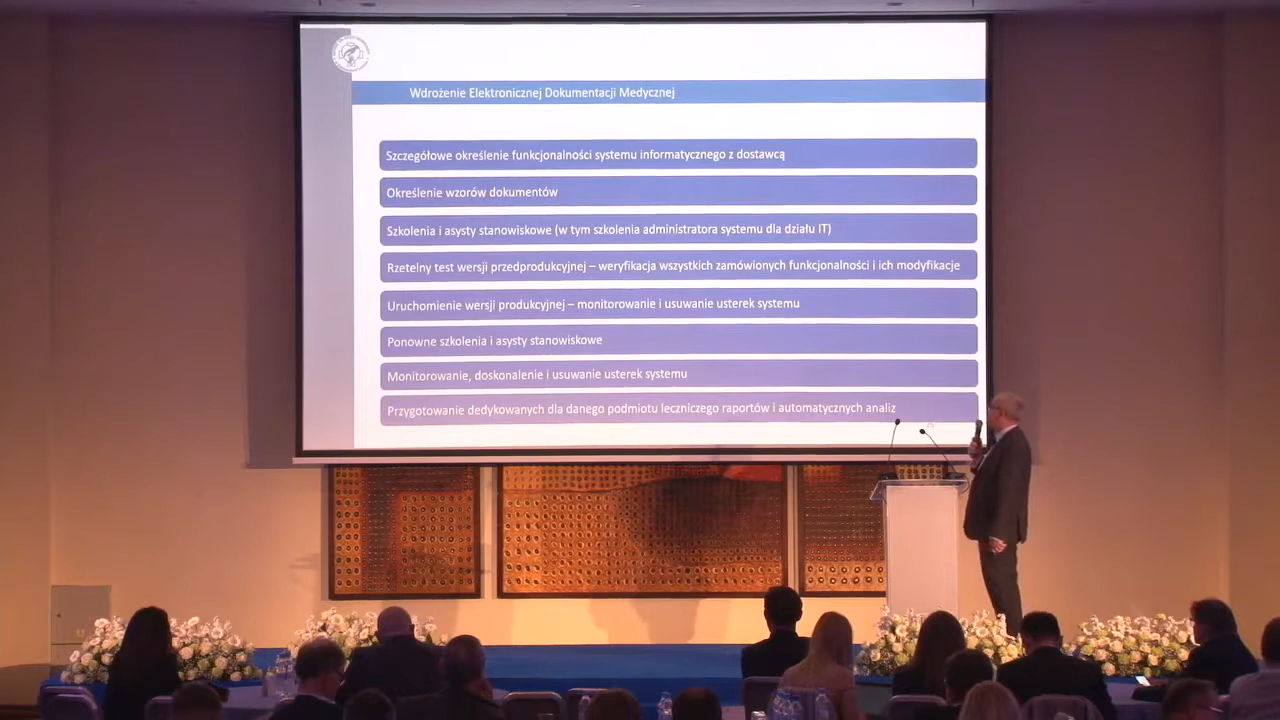 Wdrożenie Elektronicznej Dokumentacji Medycznej
Szczegółowe określenie funkcjonalności systemu informatycznego z dostawcą
Określenie wzorów dokumentów
Szkolenia i asysty stanowiskowe (w tym szkolenia administratora systemu dla działu IT)
Rzetelny test wersji przedprodukcyjnej – weryfikacja wszystkich zamówionych funkcjonalności i ich modyfikacje
Uruchomienie wersji produkcyjnej – monitorowanie i usuwanie usterek systemu
Ponowne szkolenia i asysty stanowiskowe
Monitorowanie, doskonalenie i usuwanie usterek systemu
Przygotowanie dedykowanych dla danego podmiotu leczniczego raportów i automatycznych analiz